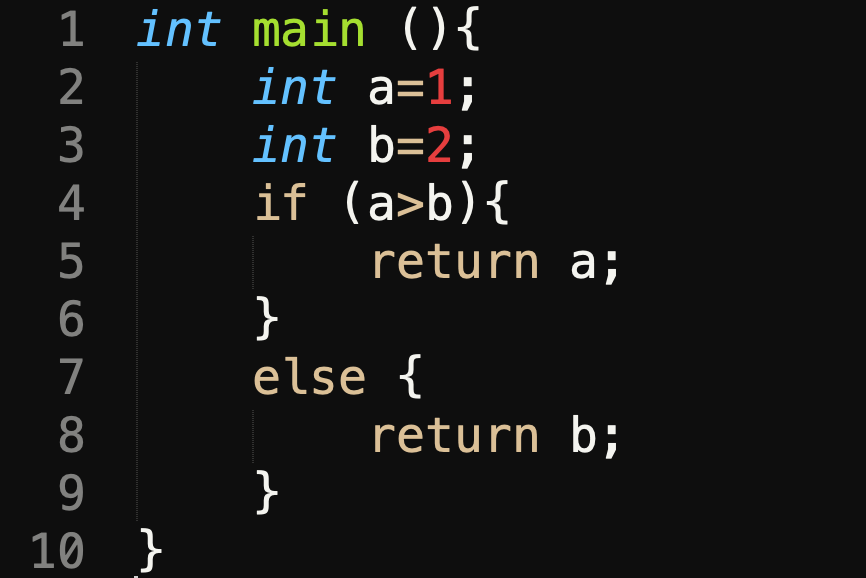 1 int main (){
2 int a=1;
3 int b=2;
4 if (a>b){
5 return a;
6 }
7 else {
8 return b;
9 }
10 }